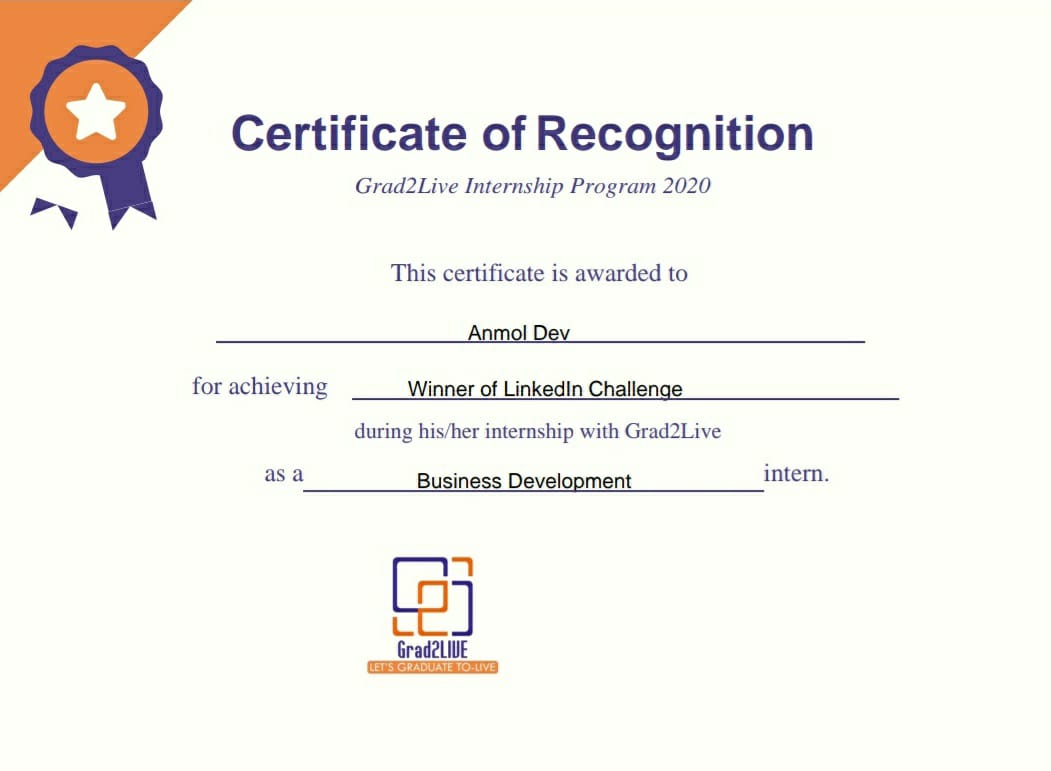 Certificate of Recognition
Grad2Live Internship Program 2020
This certificate is awarded to
Anmol Dev
for achieving Winner of LinkedIn Challenge
during his/her internship with Grad2Live
as a Business Development intern.
Grad2LIVE
LET'S GRADUATE TO-LIVE